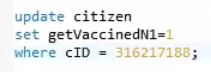 update citizen
set getVaccinedN1=1
where cID = 316217188;